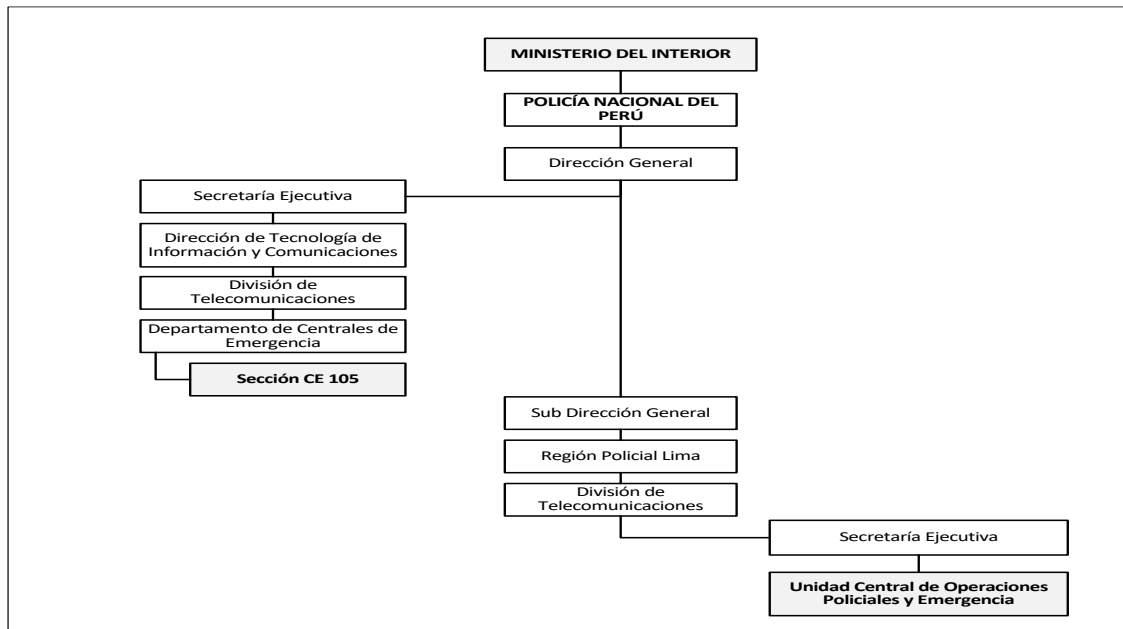 MINISTERIO DEL INTERIOR
POLICÍA NACIONAL DEL
PERÚ
Dirección General
Secretaría Ejecutiva
Dirección de Tecnología de
Información y Comunicaciones
División de
Telecomunicaciones
Departamento de Centrales de
Emergencia
Sección CE 105
Sub Dirección General
Región Policial Lima
División de
Telecomunicaciones
Secretaría Ejecutiva
Unidad Central de Operaciones
Policiales y Emergencia